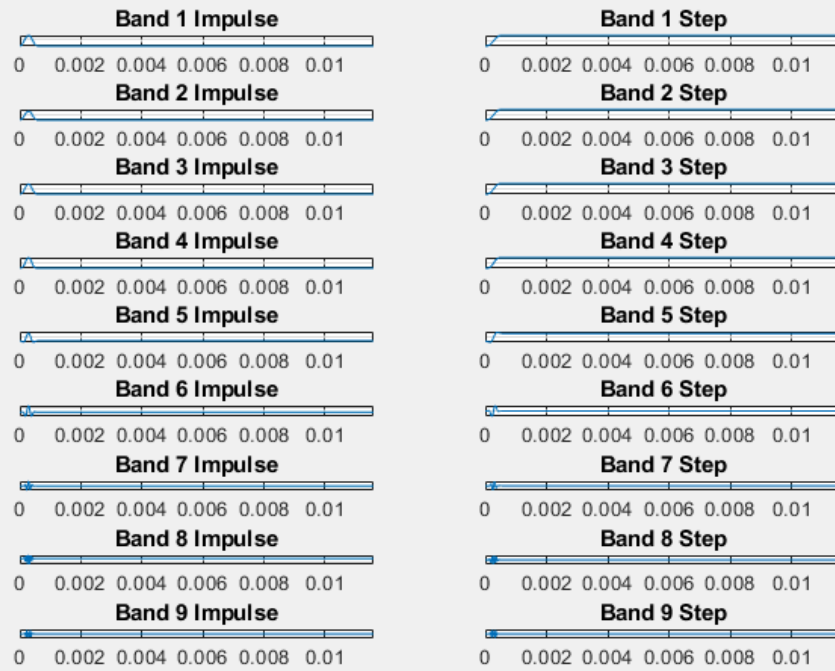 Band 1 Impulse Band 1 Step
0 0.002 0.004 0.006 0.008 0.01 0 0.002 0.004 0.006 0.008 0.01
Band 2 Impulse Band 2 Step
0 0.002 0.004 0.006 0.008 0.01 0 0.002 0.004 0.006 0.008 0.01
Band 3 Impulse Band 3 Step
0 0.002 0.004 0.006 0.008 0.01 0 0.002 0.004 0.006 0.008 0.01
Band 4 Impulse Band 4 Step
0 0.002 0.004 0.006 0.008 0.01 0 0.002 0.004 0.006 0.008 0.01
Band 5 Impulse Band 5 Step
0 0.002 0.004 0.006 0.008 0.01 0 0.002 0.004 0.006 0.008 0.01
Band 6 Impulse Band 6 Step
0 0.002 0.004 0.006 0.008 0.01 0 0.002 0.004 0.006 0.008 0.01
Band 7 Impulse Band 7 Step
0 0.002 0.004 0.006 0.008 0.01 0 0.002 0.004 0.006 0.008 0.01
Band 8 Impulse Band 8 Step
0 0.002 0.004 0.006 0.008 0.01 0 0.002 0.004 0.006 0.008 0.01
Band 9 Impulse Band 9 Step
0 0.002 0.004 0.006 0.008 0.01 0 0.002 0.004 0.006 0.008 0.01